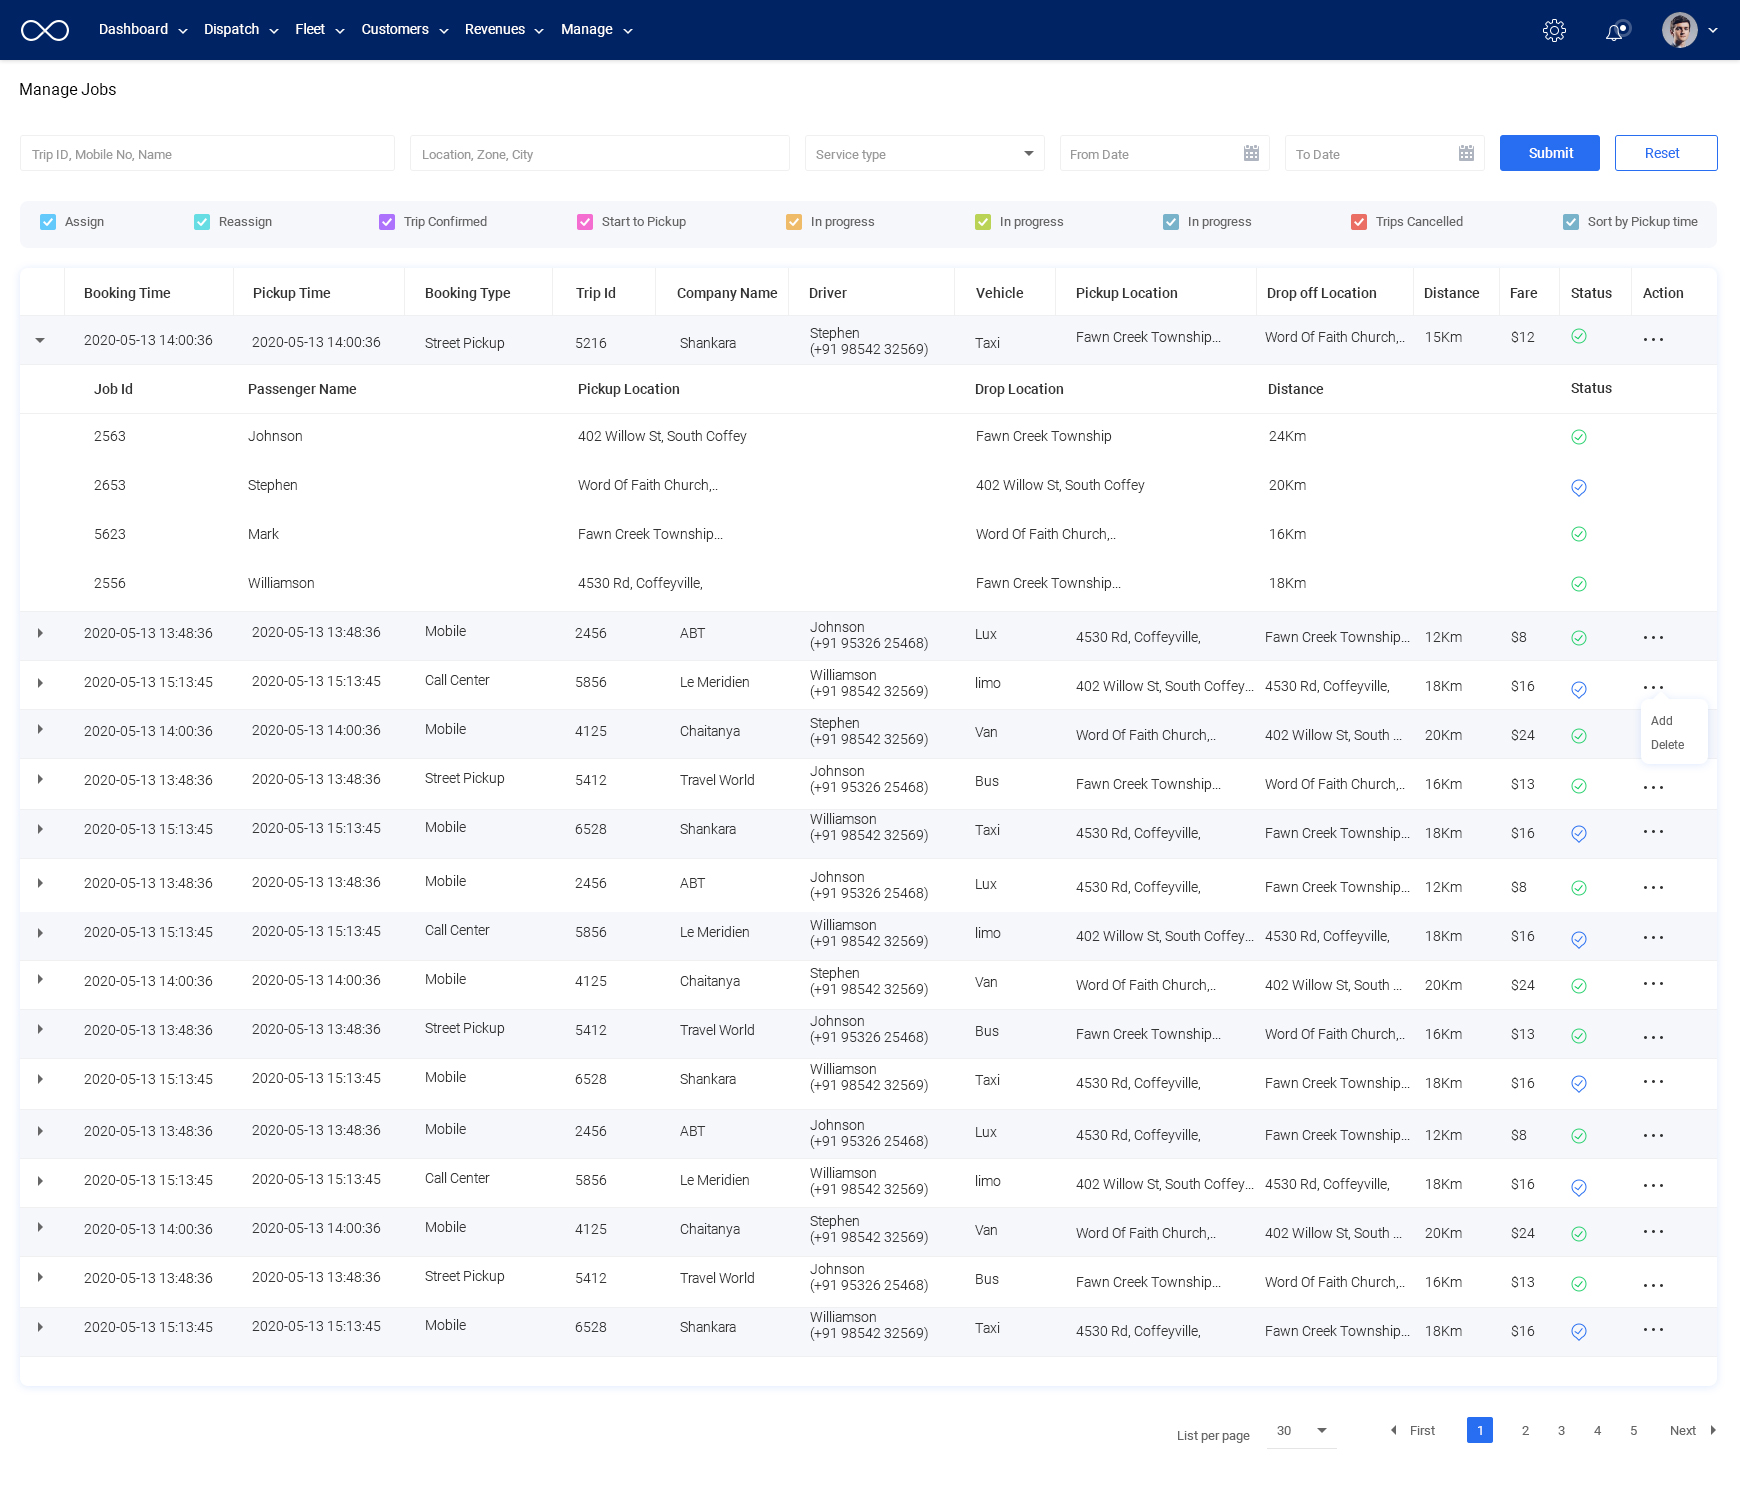 Dashboard Dispatch Fleet Customers Revenues Manage
Manage Jobs
Trip ID, Mobile No, Name Location, Zone, City Service type From Date To Date Submit Reset
Assign Reassign Trip Confirmed Start to Pickup In progress In progress In progress Trips Cancelled Sort by Pickup time
Booking Time Pickup Time Booking Type Trip Id Company Name Driver Vehicle Pickup Location Drop off Location Distance Fare Status Action
2020-05-13 14:00:36 2020-05-13 14:00:36 Street Pickup 5216 Shankara Stephen (+91 98542 32569) Taxi Fawn Creek Township... Word Of Faith Church,.. 15Km $12
Job Id Passenger Name Pickup Location Drop Location Distance Status
2563 Johnson 402 Willow St, South Coffey Fawn Creek Township 24Km
2653 Stephen Word Of Faith Church,.. 402 Willow St, South Coffey 20Km
5623 Mark Fawn Creek Township... Word Of Faith Church,.. 16Km
2556 Williamson 4530 Rd, Coffeyville, Fawn Creek Township... 18Km
2020-05-13 13:48:36 2020-05-13 13:48:36 Mobile 2456 ABT Johnson (+91 95326 25468) Lux 4530 Rd, Coffeyville, Fawn Creek Township... 12Km $8
2020-05-13 15:13:45 2020-05-13 15:13:45 Call Center 5856 Le Meridien Williamson (+91 98542 32569) limo 402 Willow St, South Coffey... 4530 Rd, Coffeyville, 18Km $16
Add
Delete
2020-05-13 14:00:36 2020-05-13 14:00:36 Mobile 4125 Chaitanya Stephen (+91 98542 32569) Van Word Of Faith Church,.. 402 Willow St, South ... 20Km $24
2020-05-13 13:48:36 2020-05-13 13:48:36 Street Pickup 5412 Travel World Johnson (+91 95326 25468) Bus Fawn Creek Township... Word Of Faith Church,.. 16Km $13
2020-05-13 15:13:45 2020-05-13 15:13:45 Mobile 6528 Shankara Williamson (+91 98542 32569) Taxi 4530 Rd, Coffeyville, Fawn Creek Township... 18Km $16
2020-05-13 13:48:36 2020-05-13 13:48:36 Mobile 2456 ABT Johnson (+91 95326 25468) Lux 4530 Rd, Coffeyville, Fawn Creek Township... 12Km $8
2020-05-13 15:13:45 2020-05-13 15:13:45 Call Center 5856 Le Meridien Williamson (+91 98542 32569) limo 402 Willow St, South Coffey... 4530 Rd, Coffeyville, 18Km $16
2020-05-13 14:00:36 2020-05-13 14:00:36 Mobile 4125 Chaitanya Stephen (+91 98542 32569) Van Word Of Faith Church,.. 402 Willow St, South ... 20Km $24
2020-05-13 13:48:36 2020-05-13 13:48:36 Street Pickup 5412 Travel World Johnson (+91 95326 25468) Bus Fawn Creek Township... Word Of Faith Church,.. 16Km $13
2020-05-13 15:13:45 2020-05-13 15:13:45 Mobile 6528 Shankara Williamson (+91 98542 32569) Taxi 4530 Rd, Coffeyville, Fawn Creek Township... 18Km $16
2020-05-13 13:48:36 2020-05-13 13:48:36 Mobile 2456 ABT Johnson (+91 95326 25468) Lux 4530 Rd, Coffeyville, Fawn Creek Township... 12Km $8
2020-05-13 15:13:45 2020-05-13 15:13:45 Call Center 5856 Le Meridien Williamson (+91 98542 32569) limo 402 Willow St, South Coffey... 4530 Rd, Coffeyville, 18Km $16
2020-05-13 14:00:36 2020-05-13 14:00:36 Mobile 4125 Chaitanya Stephen (+91 98542 32569) Van Word Of Faith Church,.. 402 Willow St, South ... 20Km $24
2020-05-13 13:48:36 2020-05-13 13:48:36 Street Pickup 5412 Travel World Johnson (+91 95326 25468) Bus Fawn Creek Township... Word Of Faith Church,.. 16Km $13
2020-05-13 15:13:45 2020-05-13 15:13:45 Mobile 6528 Shankara Williamson (+91 98542 32569) Taxi 4530 Rd, Coffeyville, Fawn Creek Township... 18Km $16
List per page 30 First 1 2 3 4 5 Next